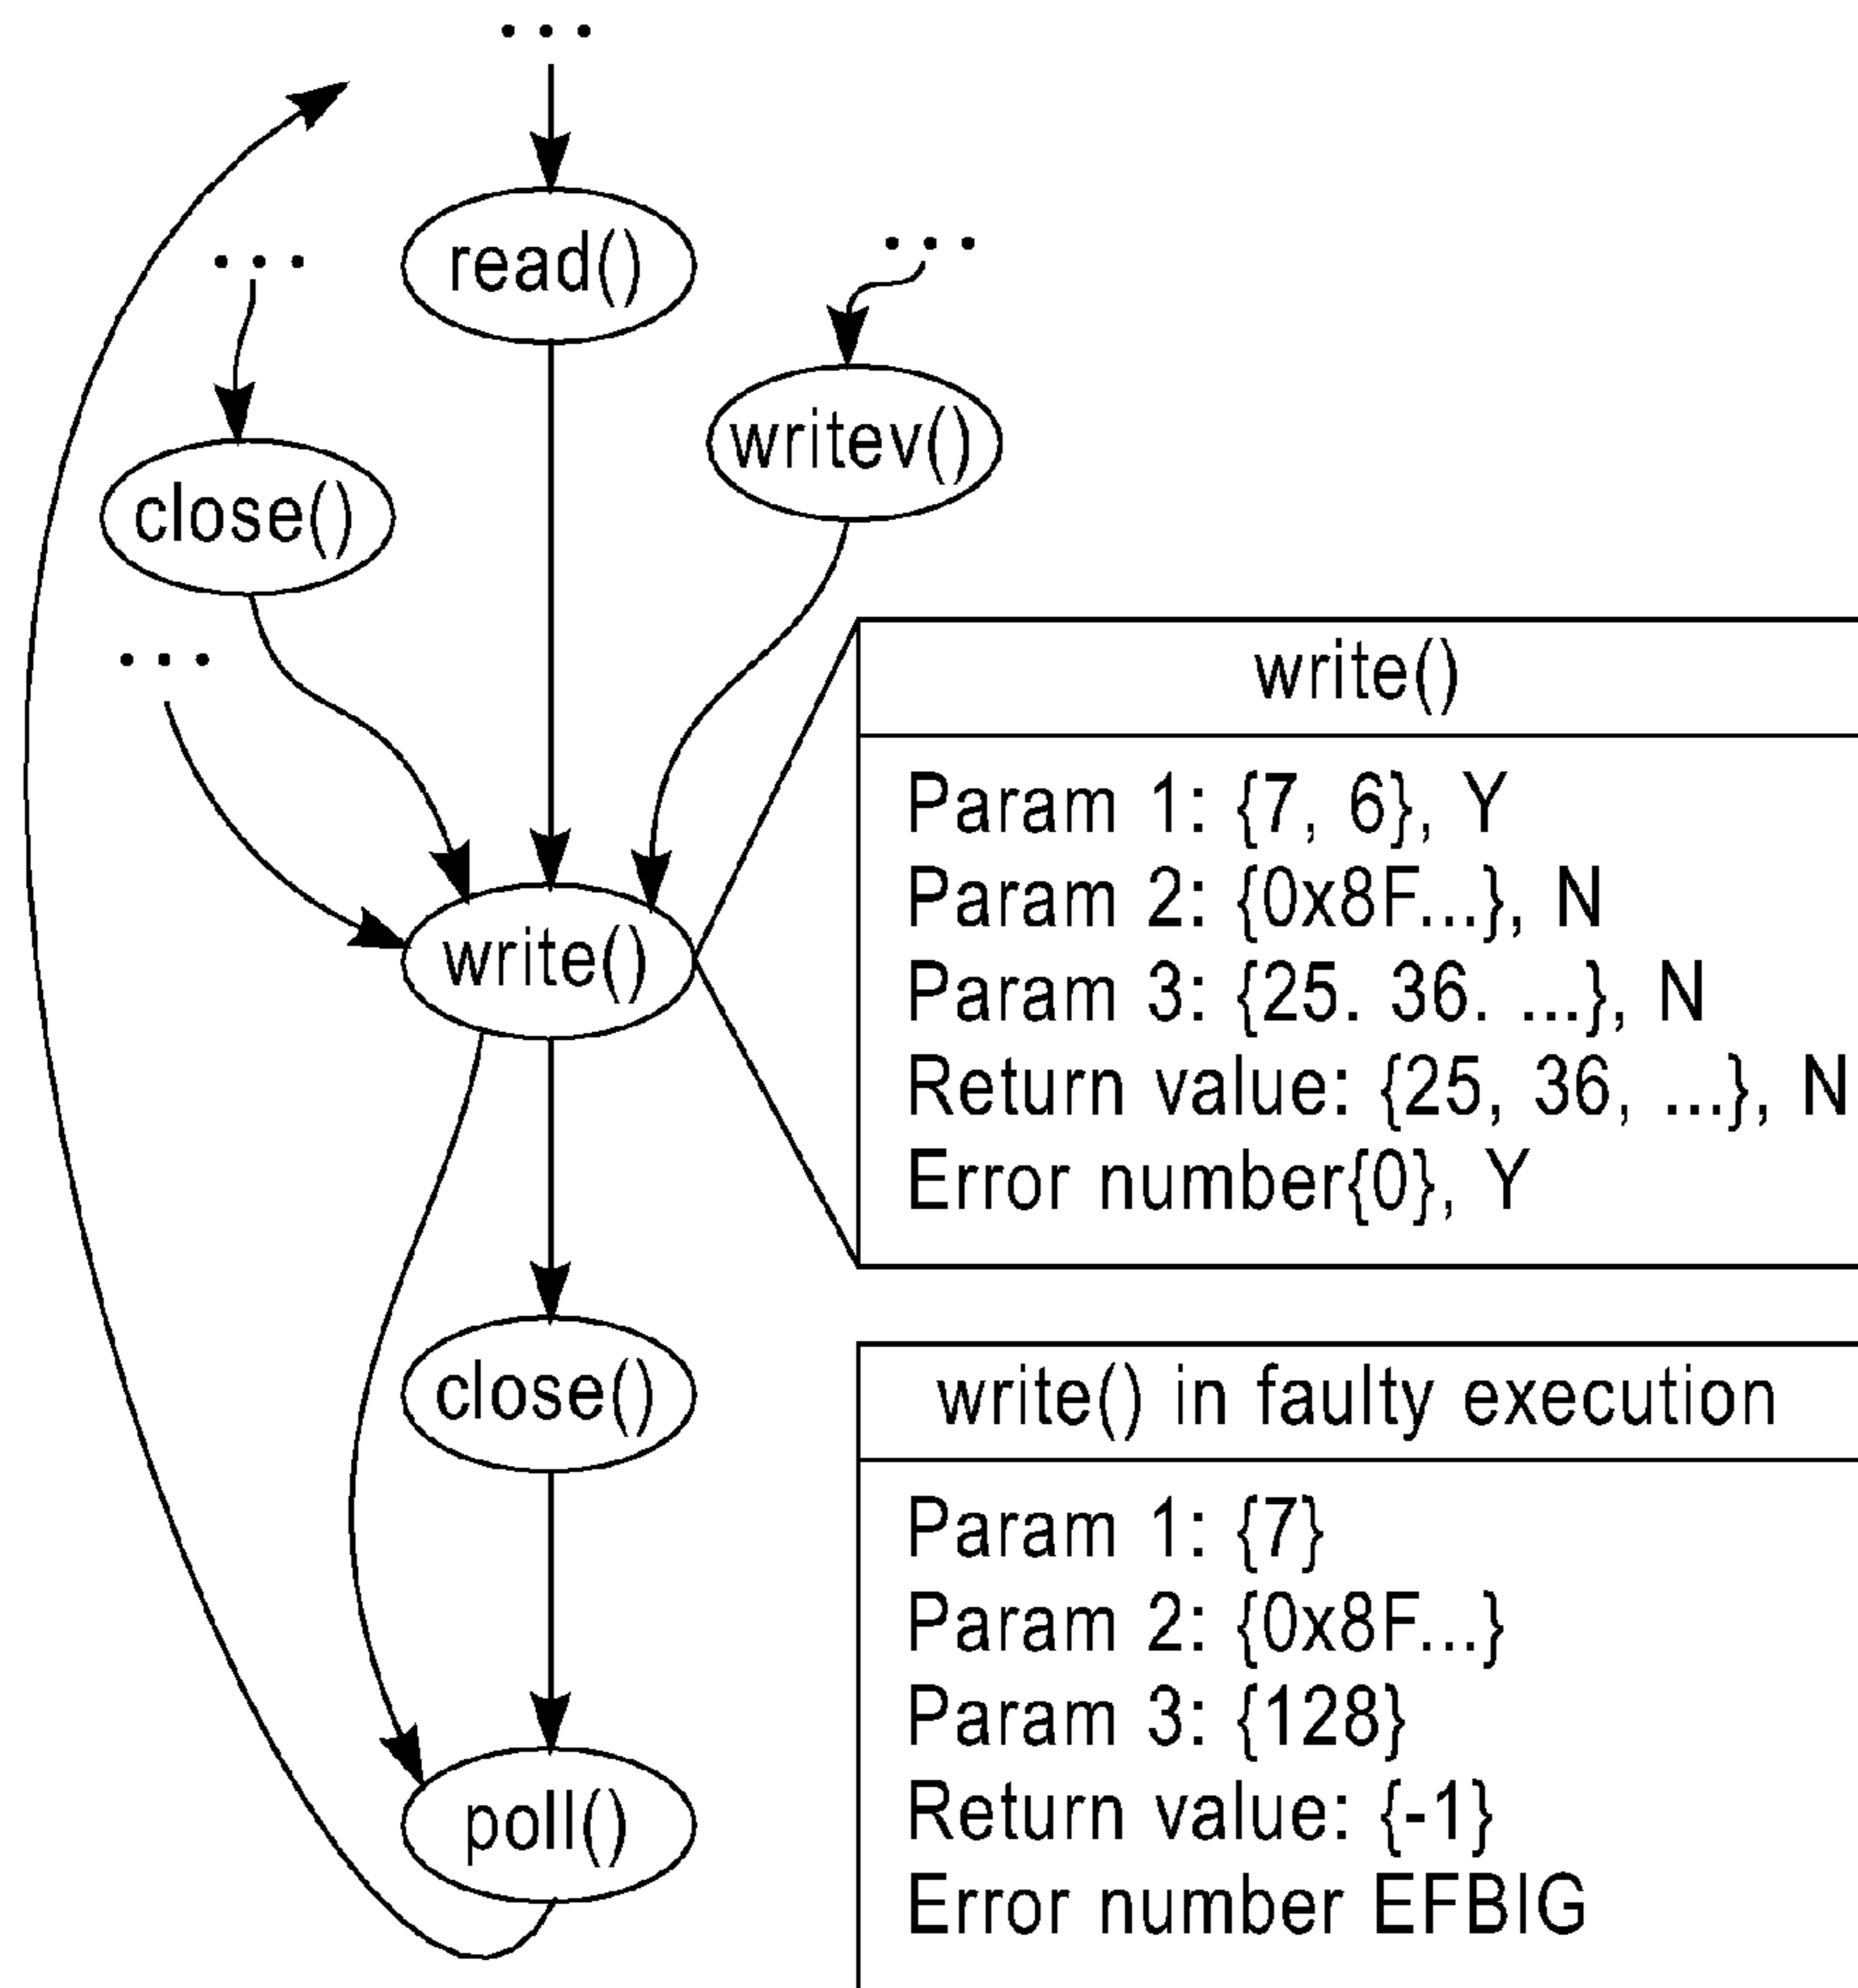 ...
read()
...
...
writev()
close()
...
write()
close()
poll()
write()
Param 1: {7, 6}, Y
Param 2: {0x8F...}, N
Param 3: {25. 36. ...}, N
Return value: {25, 36, ...}, N
Error number{0}, Y
write() in faulty execution
Param 1: {7}
Param 2: {0x8F...}
Param 3: {128}
Return value: {-1}
Error number EFBIG